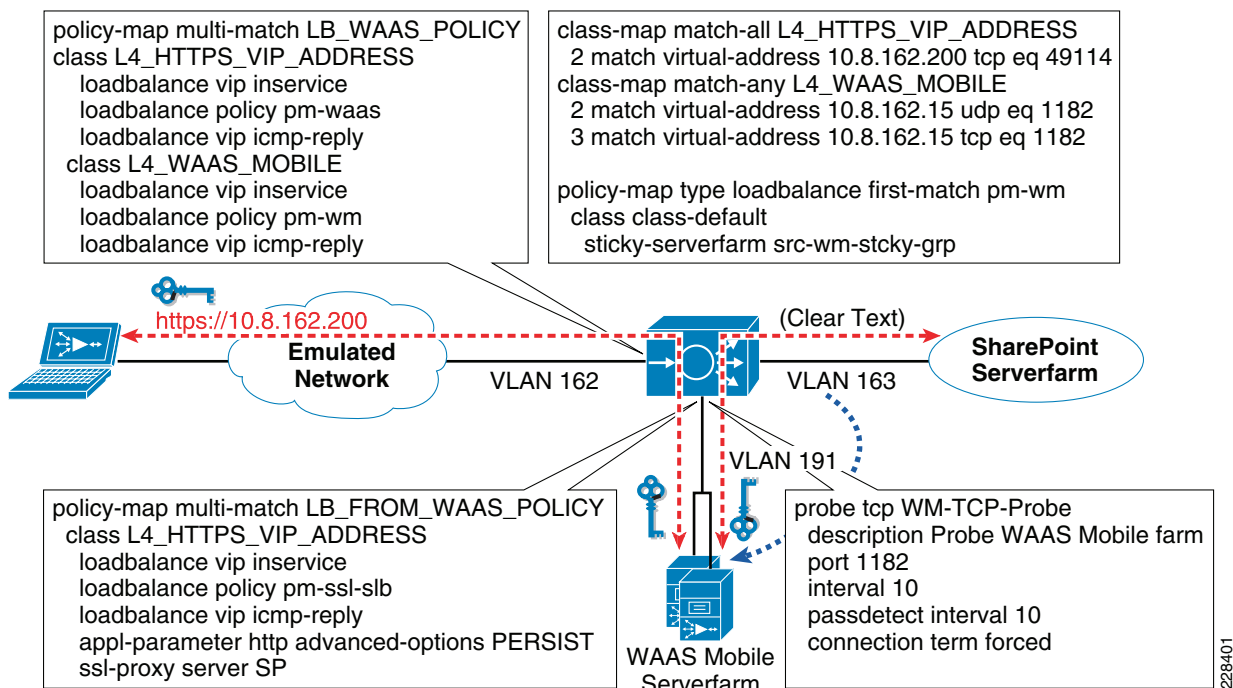 policy-map multi-match LB_WAAS_POLICY
class L4_HTTPS_VIP_ADDRESS
loadbalance vip inservice
loadbalance policy pm-waas
loadbalance vip icmp-reply
class L4_WAAS_MOBILE
loadbalance vip inservice
loadbalance policy pm-wm
loadbalance vip icmp-reply
class-map match-all L4_HTTPS_VIP_ADDRESS
2 match virtual-address 10.8.162.200 tcp eq 49114
class-map match-any L4_WAAS_MOBILE
2 match virtual-address 10.8.162.15 udp eq 1182
3 match virtual-address 10.8.162.15 tcp eq 1182
policy-map type loadbalance first-match pm-wm
class class-default
sticky-serverfarm src-wm-stcky-grp
https://10.8.162.200
(Clear Text)
Emulated
Network
VLAN 162
VLAN 163
SharePoint
Serverfarm
VLAN 191
policy-map multi-match LB_FROM_WAAS_POLICY
class L4_HTTPS_VIP_ADDRESS
loadbalance vip inservice
loadbalance policy pm-ssl-slb
loadbalance vip icmp-reply
appl-parameter http advanced-options PERSIST
ssl-proxy server SP
probe tcp WM-TCP-Probe
description Probe WAAS Mobile farm
port 1182
interval 10
passdetect interval 10
connection term forced
WAAS Mobile
Serverfarm
228401